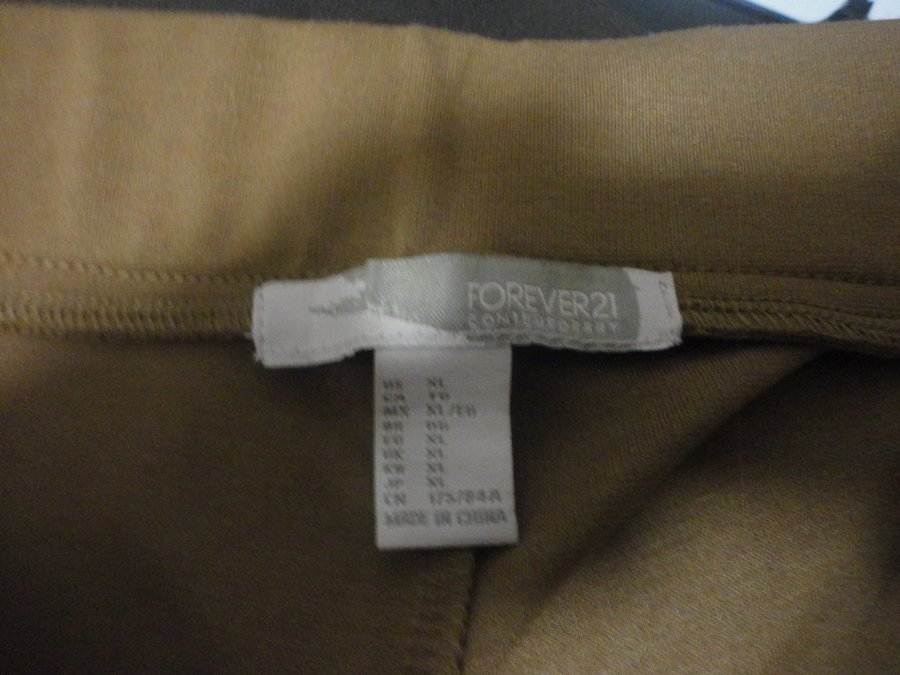 FOREVER21
CONTEMPORARY
US XL
CA TG
MX XL/EG
BR GG
EU XL
UK XL
KR XL
JP XL
CN 175/84A
MADE IN CHINA